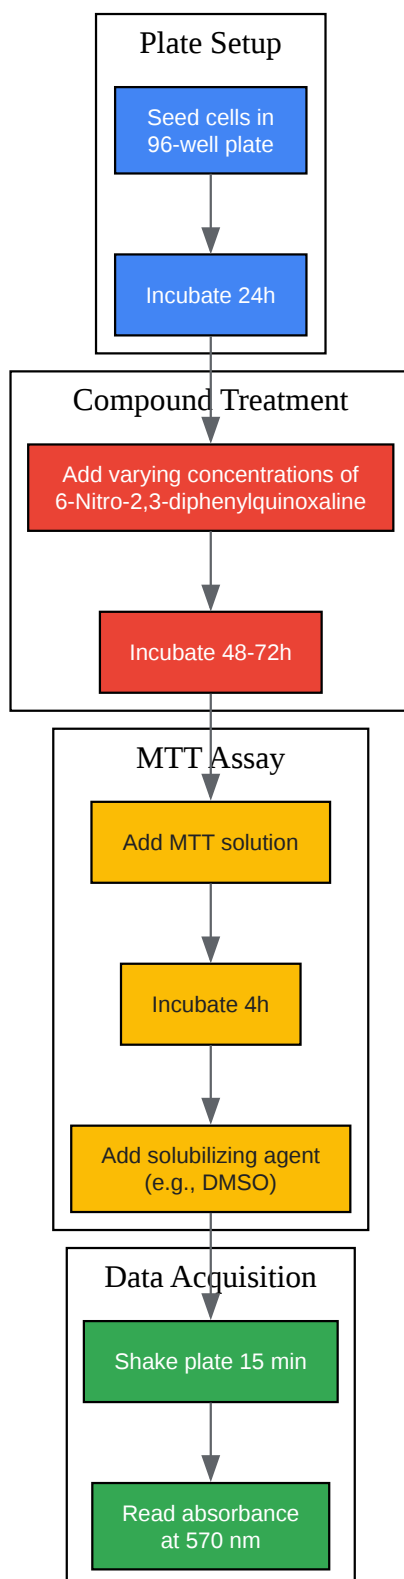 Plate Setup
Seed cells in
96-well plate
Incubate 24h
Compound Treatment
Add varying concentrations of
6-Nitro-2,3-diphenylquinoxaline
Incubate 48-72h
MTT Assay
Add MTT solution
Incubate 4h
Add solubilizing agent
(e.g., DMSO)
Data Acquisition
Shake plate 15 min
Read absorbance
at 570 nm